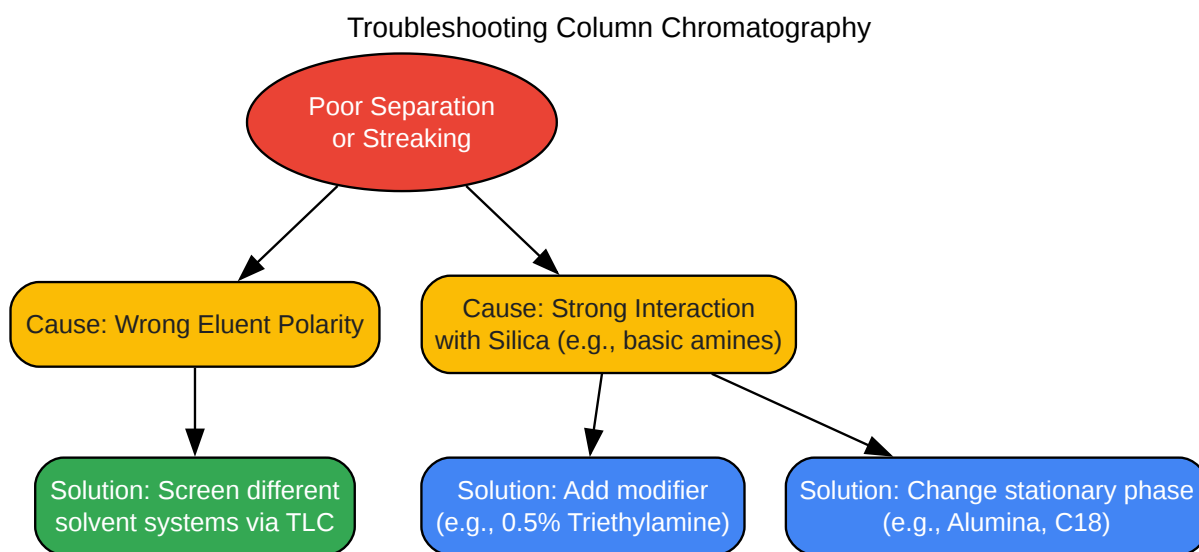 Troubleshooting Column Chromatography
Poor Separation
or Streaking
Cause: Wrong Eluent Polarity
Cause: Strong Interaction
with Silica (e.g., basic amines)
Solution: Screen different
solvent systems via TLC
Solution: Add modifier
(e.g., 0.5% Triethylamine)
Solution: Change stationary phase
(e.g., Alumina, C18)